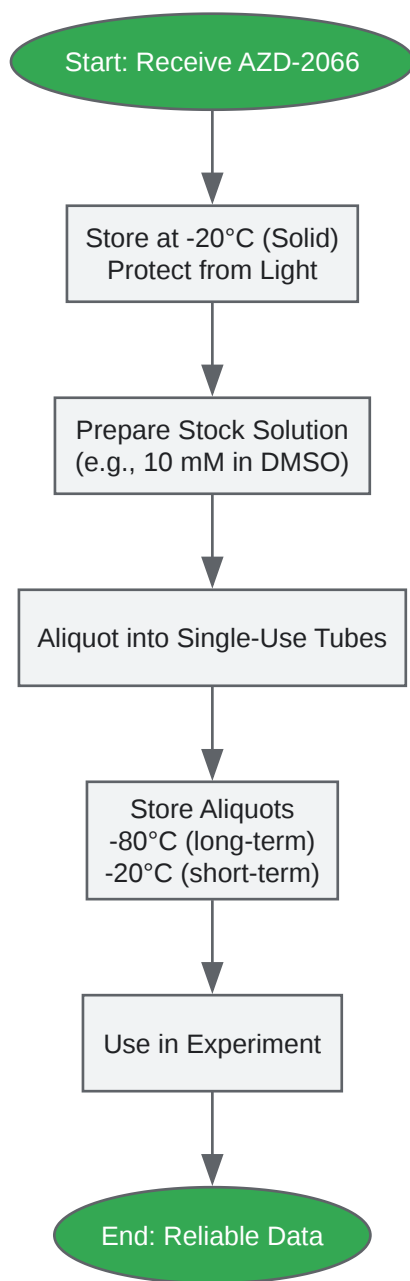 Start: Receive AZD-2066
Store at -20°C (Solid)
Protect from Light
Prepare Stock Solution
(e.g., 10 mM in DMSO)
Aliquot into Single-Use Tubes
Store Aliquots
-80°C (long-term)
-20°C (short-term)
Use in Experiment
End: Reliable Data